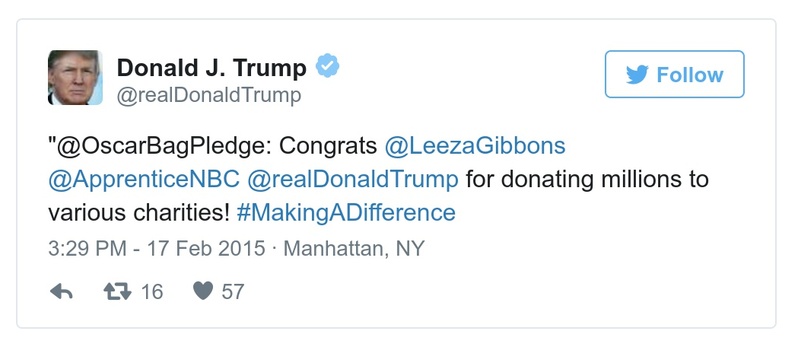 Donald J. Trump
@realDonaldTrump
Follow
"@OscarBagPledge: Congrats @LeezaGibbons
@ApprenticeNBC @realDonaldTrump for donating millions to
various charities! #MakingADifference
3:29 PM - 17 Feb 2015 · Manhattan, NY
16 57